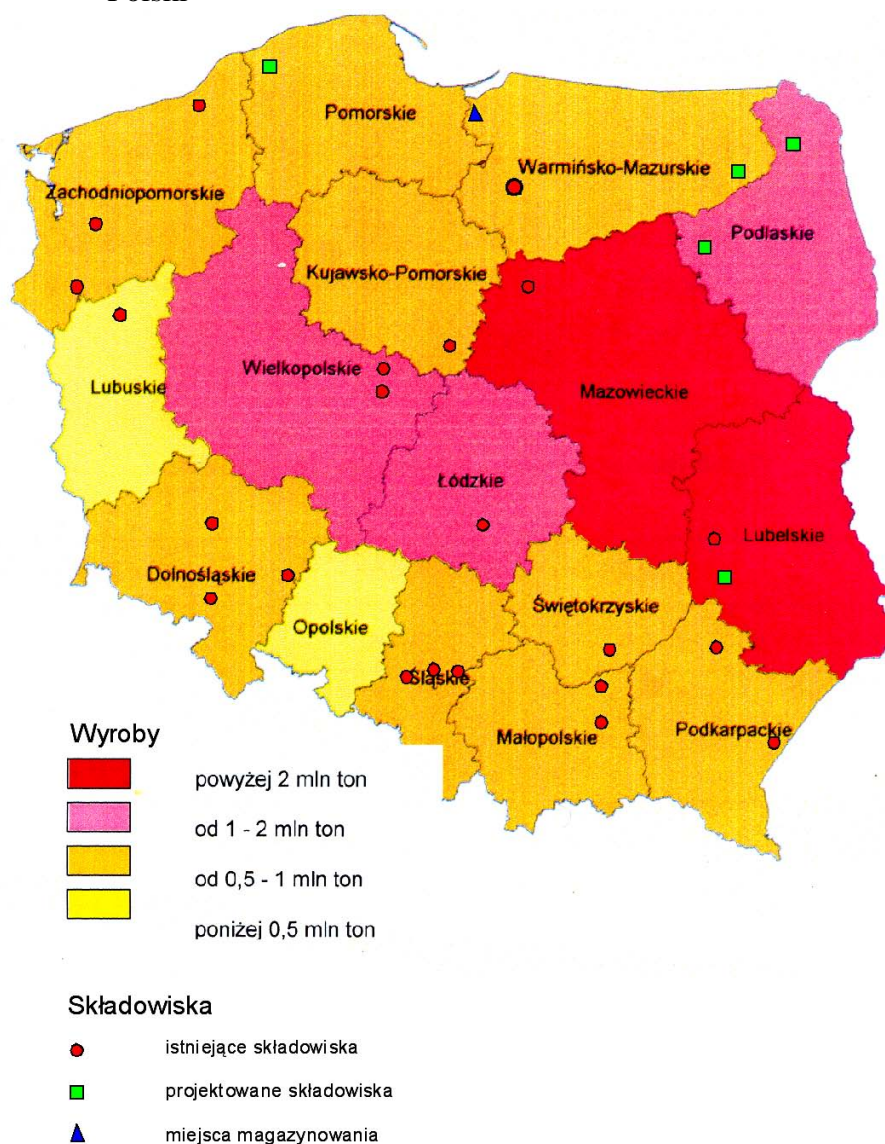 Pomorskie
Warmińsko-Mazurskie
Zachodniopomorskie
Podlaskie
Kujawsko-Pomorskie
Wielkopolskie
Lubuskie
Mazowieckie
Łódzkie
Lubelskie
Dolnośląskie
Świętokrzyskie
Opolskie
Śląskie
Małopolskie
Podkarpackie
Wyroby
powyżej 2 mln ton
od 1 - 2 mln ton
od 0,5 - 1 mln ton
poniżej 0,5 mln ton
Składowiska
istniejące składowiska
projektowane składowiska
miejsca magazynowania